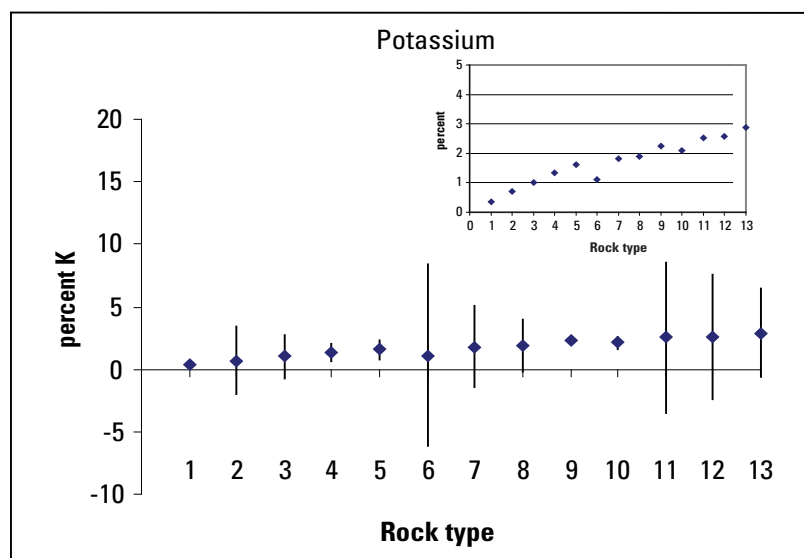 Potassium
5
4
3
2
1
0
percent
0 1 2 3 4 5 6 7 8 9 10 11 12 13
Rock type
20
15
10
5
0
-5
-10
percent K
1 2 3 4 5 6 7 8 9 10 11 12 13
Rock type